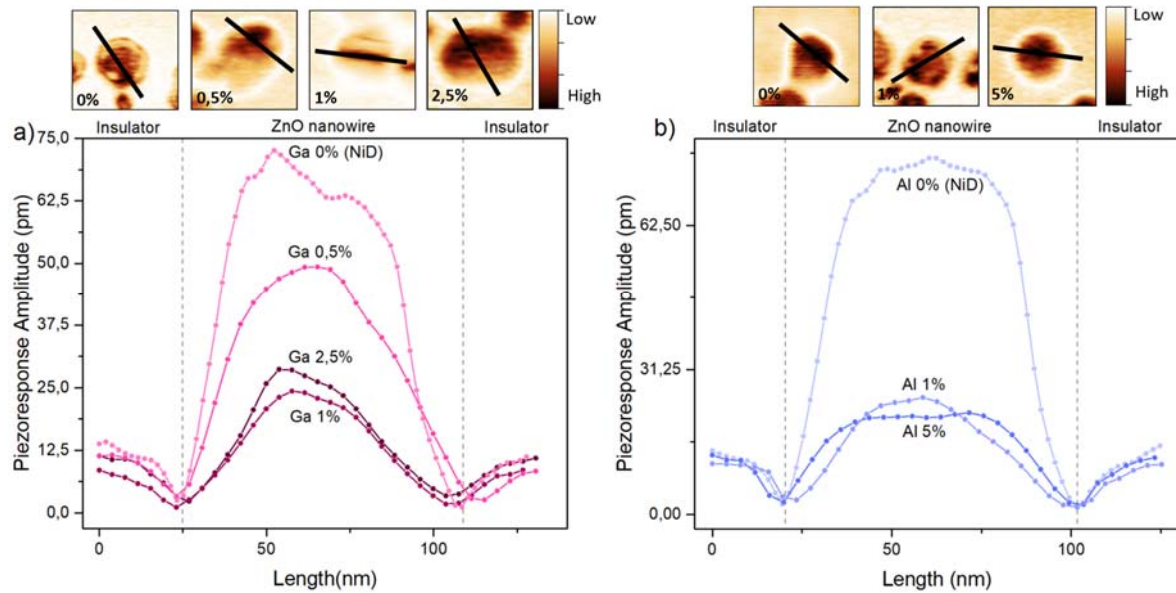 Low
High
0%
0,5%
1%
2,5%
a)
Insulator
ZnO nanowire
Insulator
75,0
62,5
50,0
37,5
25,0
12,5
0,0
Piezoresponse Amplitude (pm)
Ga 0% (NiD)
Ga 0,5%
Ga 2,5%
Ga 1%
0
50
100
Length(nm)
Low
High
0%
1%
5%
b)
Insulator
ZnO nanowire
Insulator
62,50
31,25
0,00
Piezoresponse Amplitude (pm)
Al 0% (NiD)
Al 1%
Al 5%
0
50
100
Length (nm)